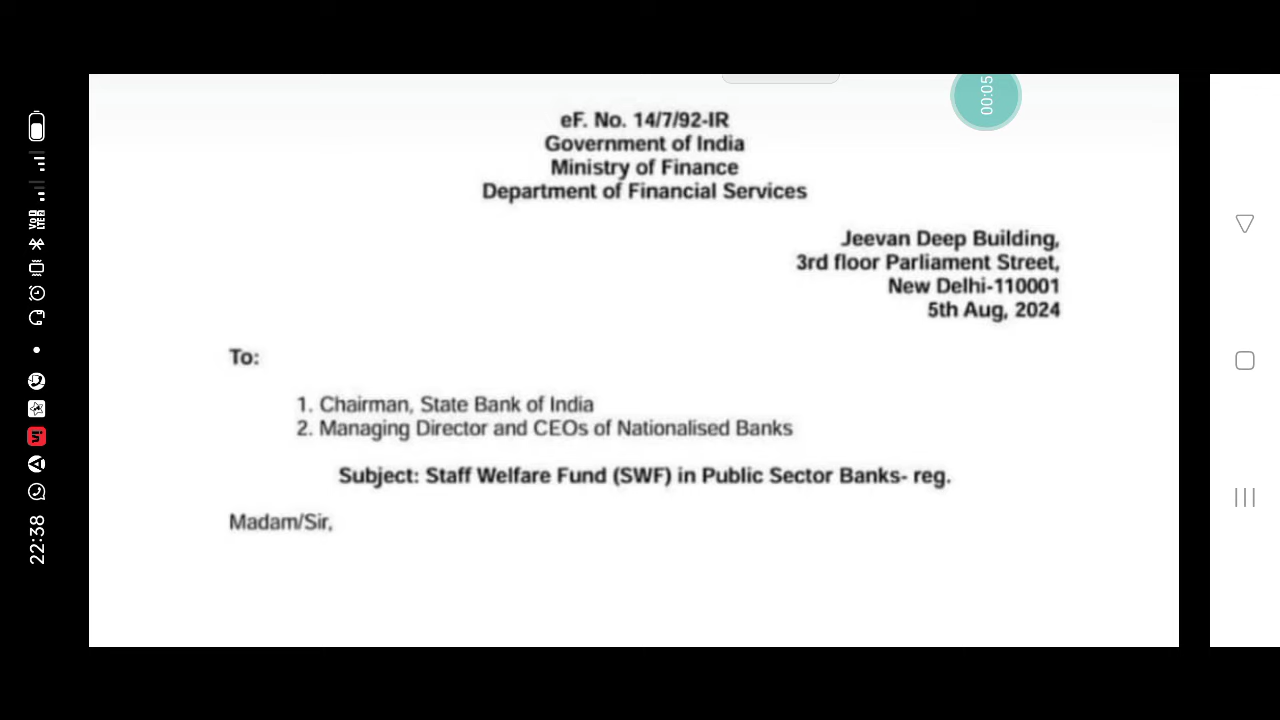 eF. No. 14/7/92-IR
Government of India
Ministry of Finance
Department of Financial Services
Jeevan Deep Building,
3rd floor Parliament Street,
New Delhi-110001
5th Aug, 2024
To:
1. Chairman, State Bank of India
2. Managing Director and CEOs of Nationalised Banks
Subject: Staff Welfare Fund (SWF) in Public Sector Banks- reg.
Madam/Sir,
00:05
22:38